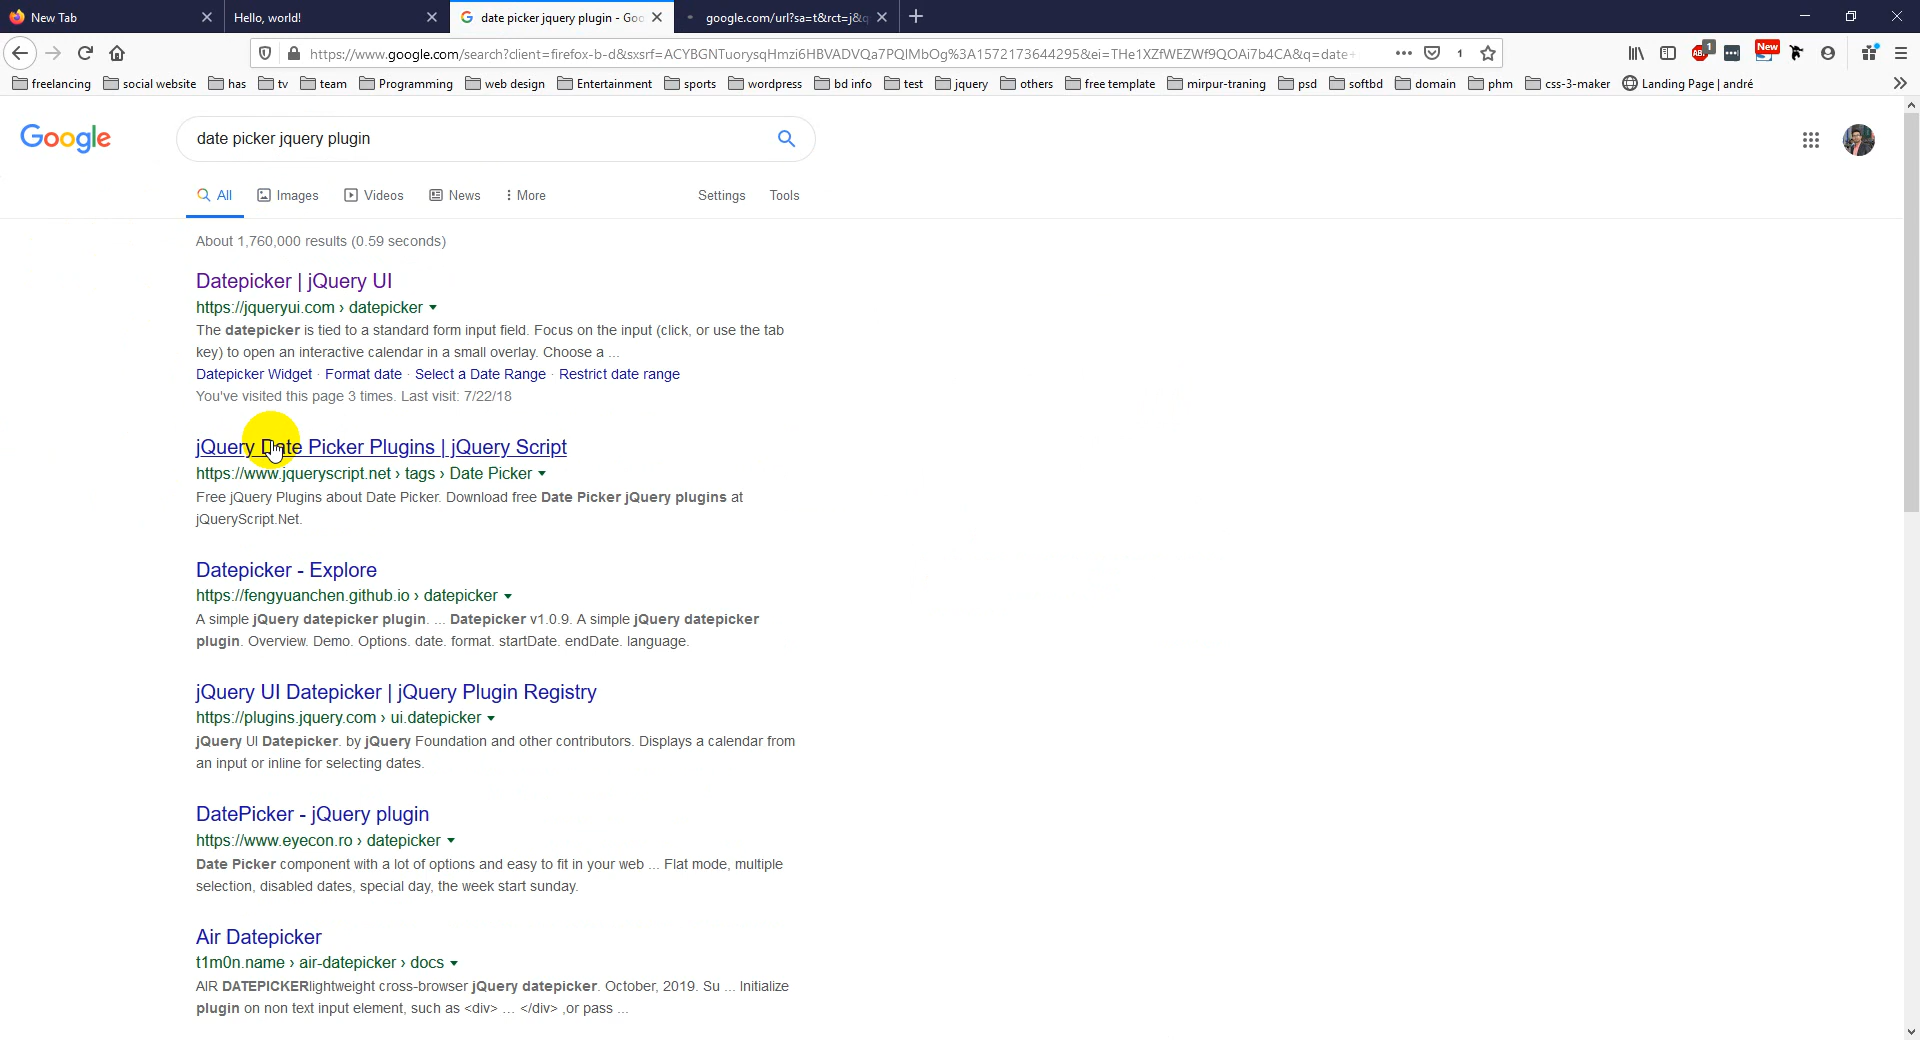 New Tab
Hello, world!
date picker jquery plugin - Goo
google.com/url?sa=t&rct=j&q
https://www.google.com/search?client=firefox-b-d&sxsrf=ACYBGNTuorysqHmzi6HBVADVQa7PQIMbOg%3A1572173644295&ei=THe1XZfWEZWf9QOAi7b4CA&q=date+
1
ABP
1
New
freelancing
social website
has
tv
team
Programming
web design
Entertainment
sports
wordpress
bd info
test
jquery
others
free template
mirpur-traning
psd
softbd
domain
phm
css-3-maker
Landing Page | andré
Google
date picker jquery plugin
All
Images
Videos
News
More
Settings
Tools
About 1,760,000 results (0.59 seconds)
Datepicker | jQuery UI
https://jqueryui.com › datepicker
The datepicker is tied to a standard form input field. Focus on the input (click, or use the tab
key) to open an interactive calendar in a small overlay. Choose a ...
Datepicker Widget · Format date · Select a Date Range · Restrict date range
You've visited this page 3 times. Last visit: 7/22/18
jQuery Date Picker Plugins | jQuery Script
https://www.jqueryscript.net › tags › Date Picker
Free jQuery Plugins about Date Picker. Download free Date Picker jQuery plugins at
jQueryScript.Net.
Datepicker - Explore
https://fengyuanchen.github.io › datepicker
A simple jQuery datepicker plugin. ... Datepicker v1.0.9. A simple jQuery datepicker
plugin. Overview. Demo. Options. date. format. startDate. endDate. language.
jQuery UI Datepicker | jQuery Plugin Registry
https://plugins.jquery.com › ui.datepicker
jQuery UI Datepicker. by jQuery Foundation and other contributors. Displays a calendar from
an input or inline for selecting dates.
DatePicker - jQuery plugin
https://www.eyecon.ro › datepicker
Date Picker component with a lot of options and easy to fit in your web ... Flat mode, multiple
selection, disabled dates, special day, the week start sunday.
Air Datepicker
t1m0n.name › air-datepicker › docs
AIR DATEPICKERlightweight cross-browser jQuery datepicker. October, 2019. Su ... Initialize
plugin on non text input element, such as <div> ... </div> ,or pass ...